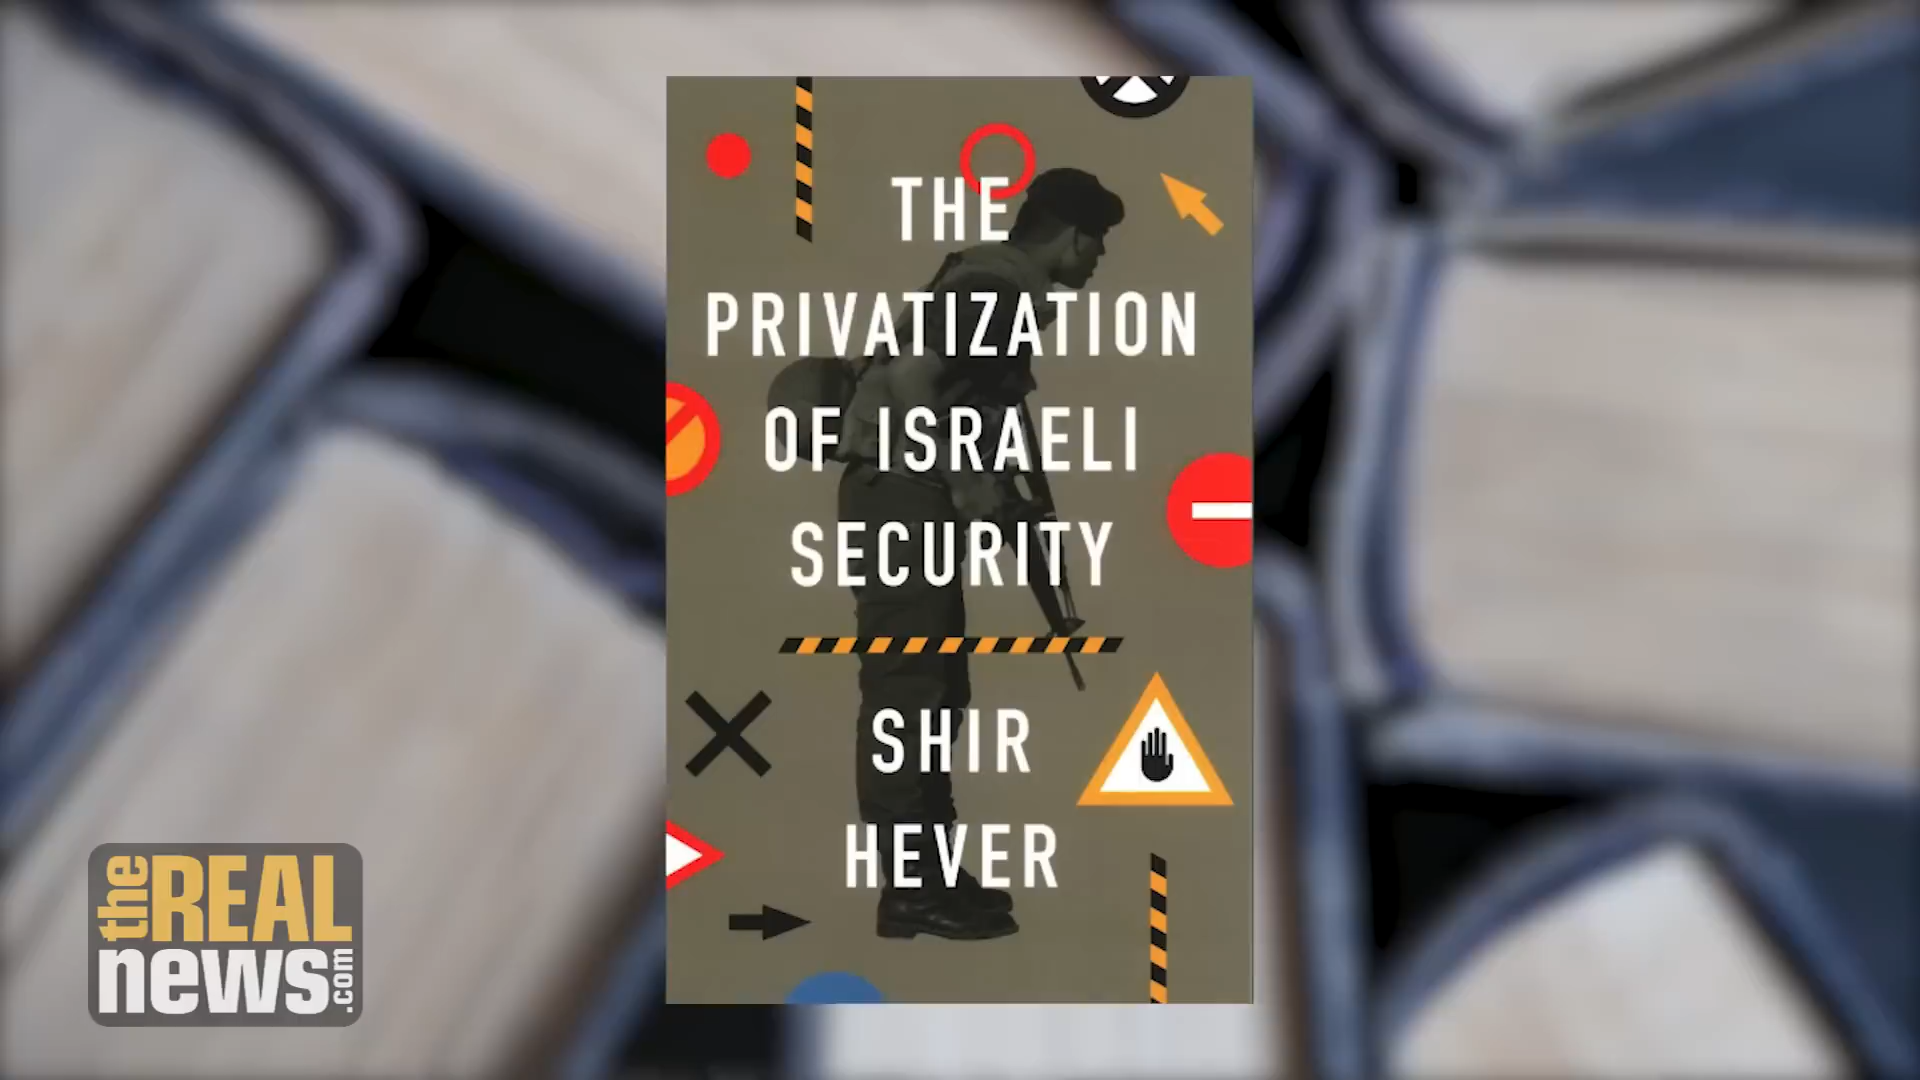 THE
PRIVATIZATION
OF ISRAELI
SECURITY
SHIR
HEVER
the REAL
news.com